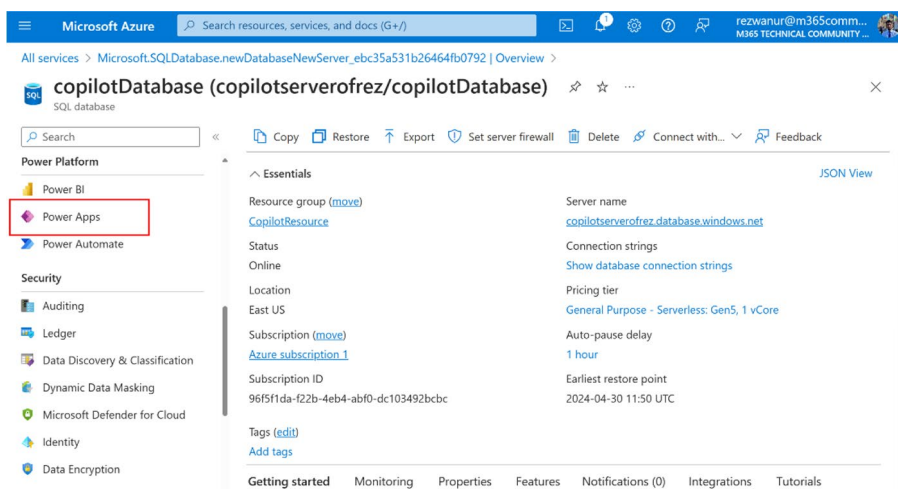 Microsoft Azure
Search resources, services, and docs (G+/)
1
rezwanur@m365comm...
M365 TECHNICAL COMMUNITY ...
All services > Microsoft.SQLDatabase.newDatabaseNewServer_ebc35a531b26464fb0792 | Overview >
SQL
copilotDatabase (copilotserverofrez/copilotDatabase)
SQL database
Search
Copy Restore Export Set server firewall Delete Connect with... Feedback
Power Platform
Power BI
Power Apps
Power Automate
Security
Auditing
Ledger
Data Discovery & Classification
Dynamic Data Masking
Microsoft Defender for Cloud
Identity
Data Encryption
Essentials
JSON View
Resource group (move)
CopilotResource
Status
Online
Location
East US
Subscription (move)
Azure subscription 1
Subscription ID
96f5f1da-f22b-4eb4-abf0-dc103492bcbc
Server name
copilotserverofrez.database.windows.net
Connection strings
Show database connection strings
Pricing tier
General Purpose - Serverless: Gen5, 1 vCore
Auto-pause delay
1 hour
Earliest restore point
2024-04-30 11:50 UTC
Tags (edit)
Add tags
Getting started Monitoring Properties Features Notifications (0) Integrations Tutorials